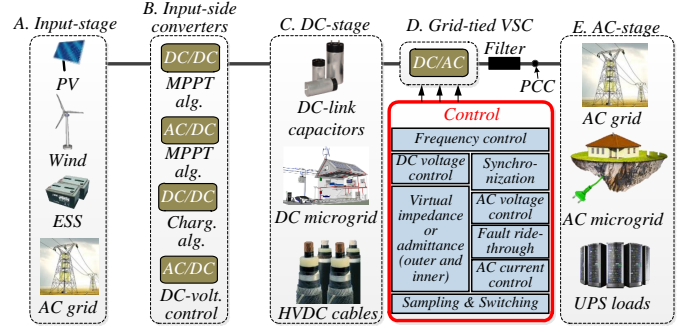 A. Input-stage
PV
Wind
ESS
AC grid
B. Input-side
converters
DC/DC
MPPT
alg.
AC/DC
MPPT
alg.
DC/DC
Charg.
alg.
AC/DC
DC-volt.
control
C. DC-stage
DC-link
capacitors
DC microgrid
HVDC cables
D. Grid-tied VSC
DC/AC
Filter
PCC
Control
Frequency control
DC voltage
control
Synchro-
nization
Virtual
impedance
or
admittance
(outer and
inner)
AC voltage
control
Fault ride-
through
AC current
control
Sampling & Switching
E. AC-stage
AC grid
AC microgrid
UPS loads